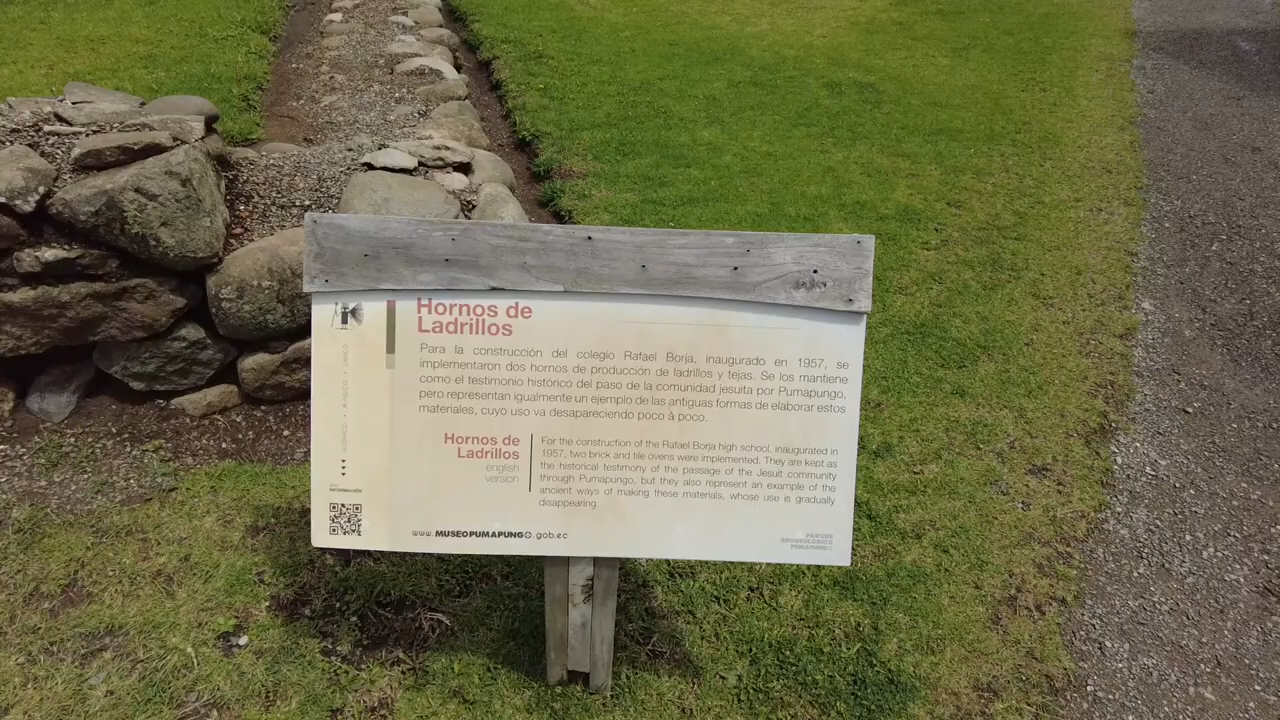 Hornos de
Ladrillos
Para la construcción del colegio Rafael Borja, inaugurado en 1957, se
implementaron dos hornos de producción de ladrillos y tejas. Se los mantiene
como el testimonio histórico del paso de la comunidad jesuita por Pumapungo,
pero representan igualmente un ejemplo de las antiguas formas de elaborar estos
materiales, cuyo uso va desapareciendo poco à poco.
Hornos de
Ladrillos
english
version
For the construction of the Rafael Borja high school, inaugurated in
1957, two brick and tile ovens were implemented. They are kept as
the historical testimony of the passage of the Jesuit community
through Pumapungo, but they also represent an example of the
ancient ways of making these materials, whose use is gradually
disappearing.
INFORMACIÓN
www.MUSEOPUMAPUNGO.gob.ec
PARQUE
ARQUEOLÓGICO
PUMAPUNGO